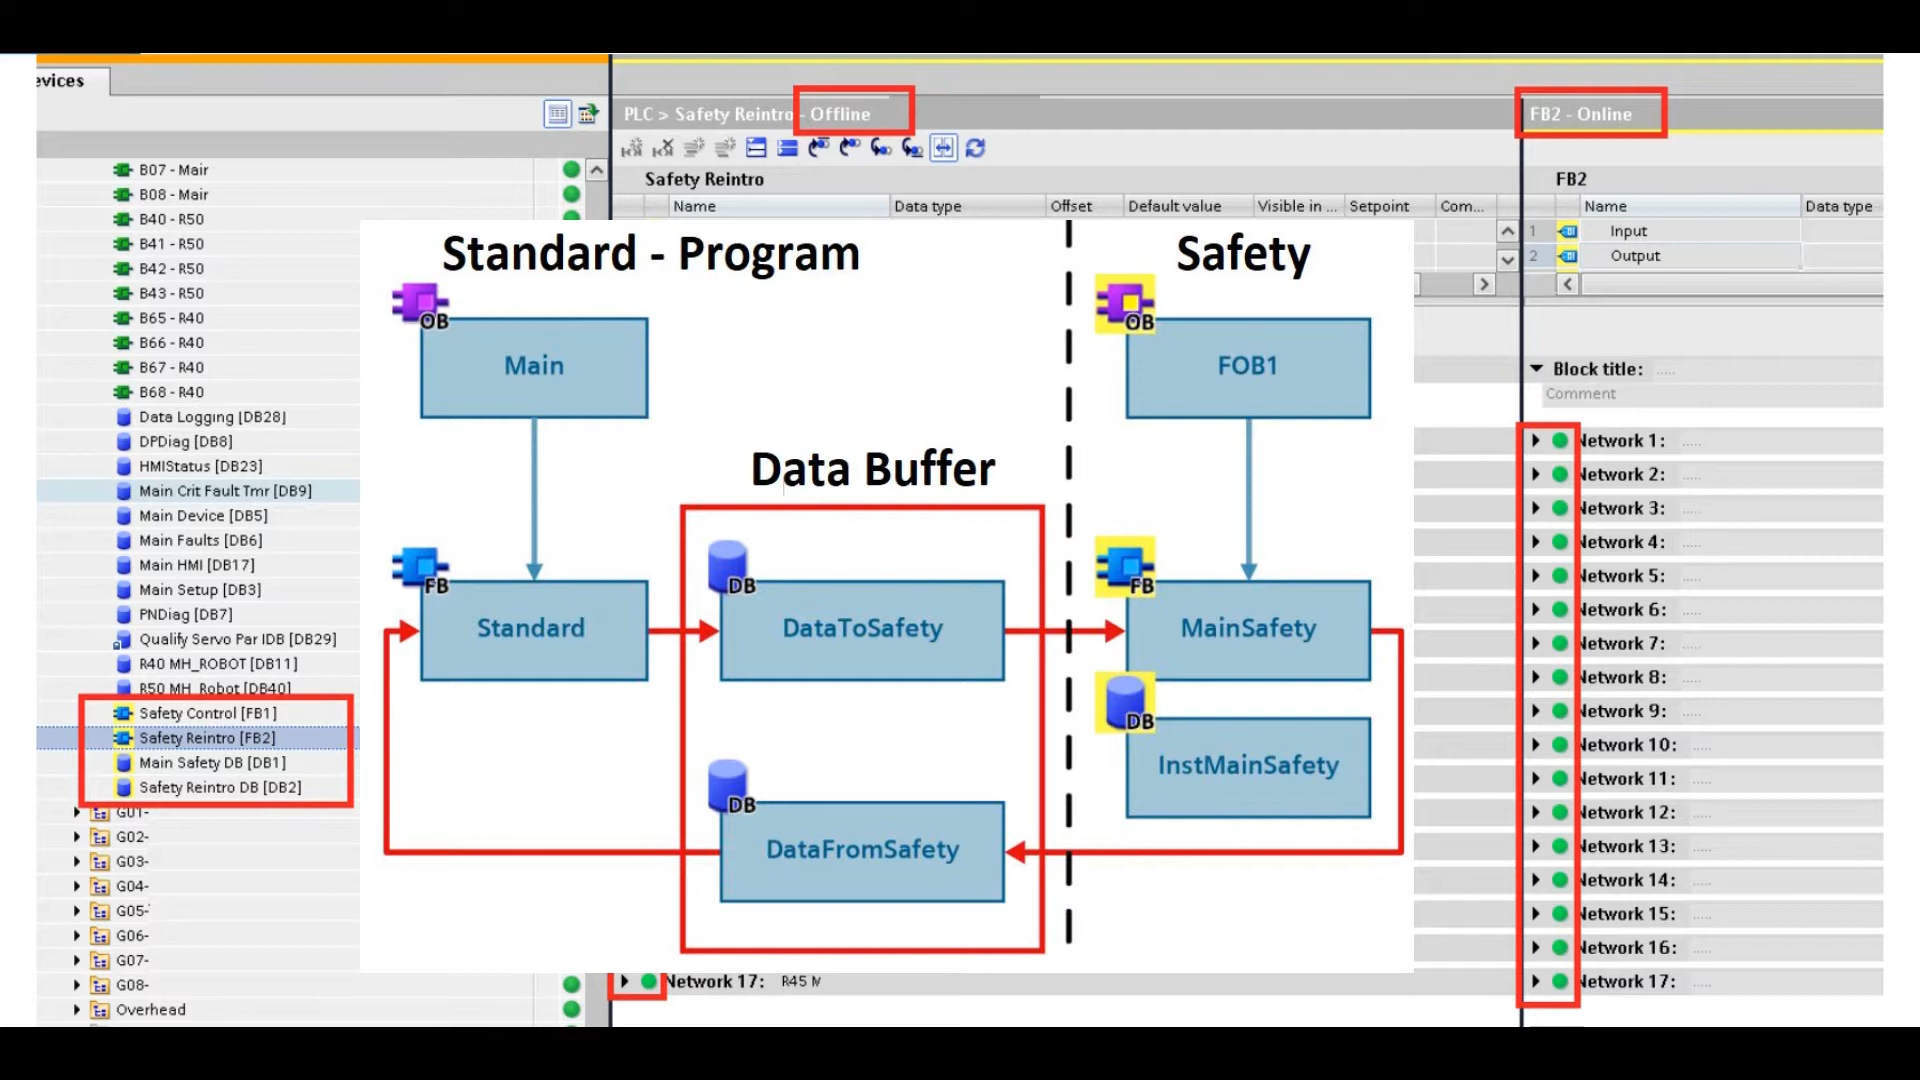 evices
B07 - Mair
B08 - Mair
B40 - R50
B41 - R50
B42 - R50
B43 - R50
B65 - R40
B66 - R40
B67 - R40
B68 - R40
Data Logging [DB28]
DPDiag [DB8]
HMIStatus [DB23]
Main Crit Fault Tmr [DB9]
Main Device [DB5]
Main Faults [DB6]
Main HMI [DB17]
Main Setup [DB3]
PNDiag [DB7]
Qualify Servo Par IDB [DB29]
R40 MH_ROBOT [DB11]
R50 MH_Robot [DB40]
Safety Control [FB1]
Safety Reintro [FB2]
Main Safety DB [DB1]
Safety Reintro DB [DB2]
G01-
G02-
G03-
G04-
G05-
G06-
G07-
G08-
Overhead
PLC > Safety Reintro - Offline
Safety Reintro
Name Data type Offset Default value Visible in ... Setpoint Com...
Standard - Program
Safety
OB
Main
OB
FOB1
Data Buffer
FB
Standard
DB
DataToSafety
FB
MainSafety
DB
InstMainSafety
DB
DataFromSafety
Network 17: R45 M
FB2 - Online
FB2
Name Data type
1 Input
2 Output
Block title: .....
Comment
Network 1: .....
Network 2: .....
Network 3: .....
Network 4: .....
Network 5: .....
Network 6: .....
Network 7: .....
Network 8: .....
Network 9: .....
Network 10: .....
Network 11: .....
Network 12: .....
Network 13: .....
Network 14: .....
Network 15: .....
Network 16: .....
Network 17: .....